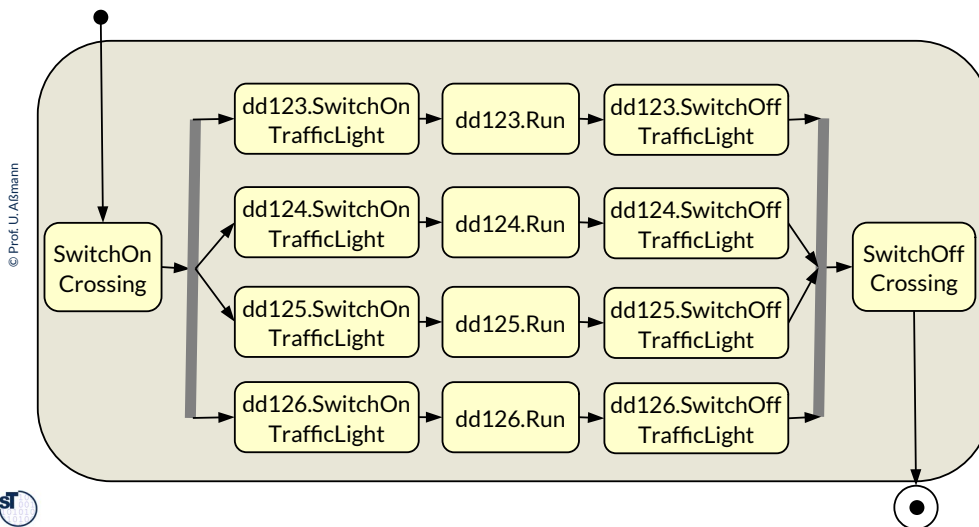 dd123.SwitchOn
TrafficLight
dd123.Run
dd123.SwitchOff
TrafficLight
© Prof. U. Aßmann
SwitchOn
Crossing
dd124.SwitchOn
TrafficLight
dd124.Run
dd124.SwitchOff
TrafficLight
SwitchOff
Crossing
dd125.SwitchOn
TrafficLight
dd125.Run
dd125.SwitchOff
TrafficLight
dd126.SwitchOn
TrafficLight
dd126.Run
dd126.SwitchOff
TrafficLight
sT